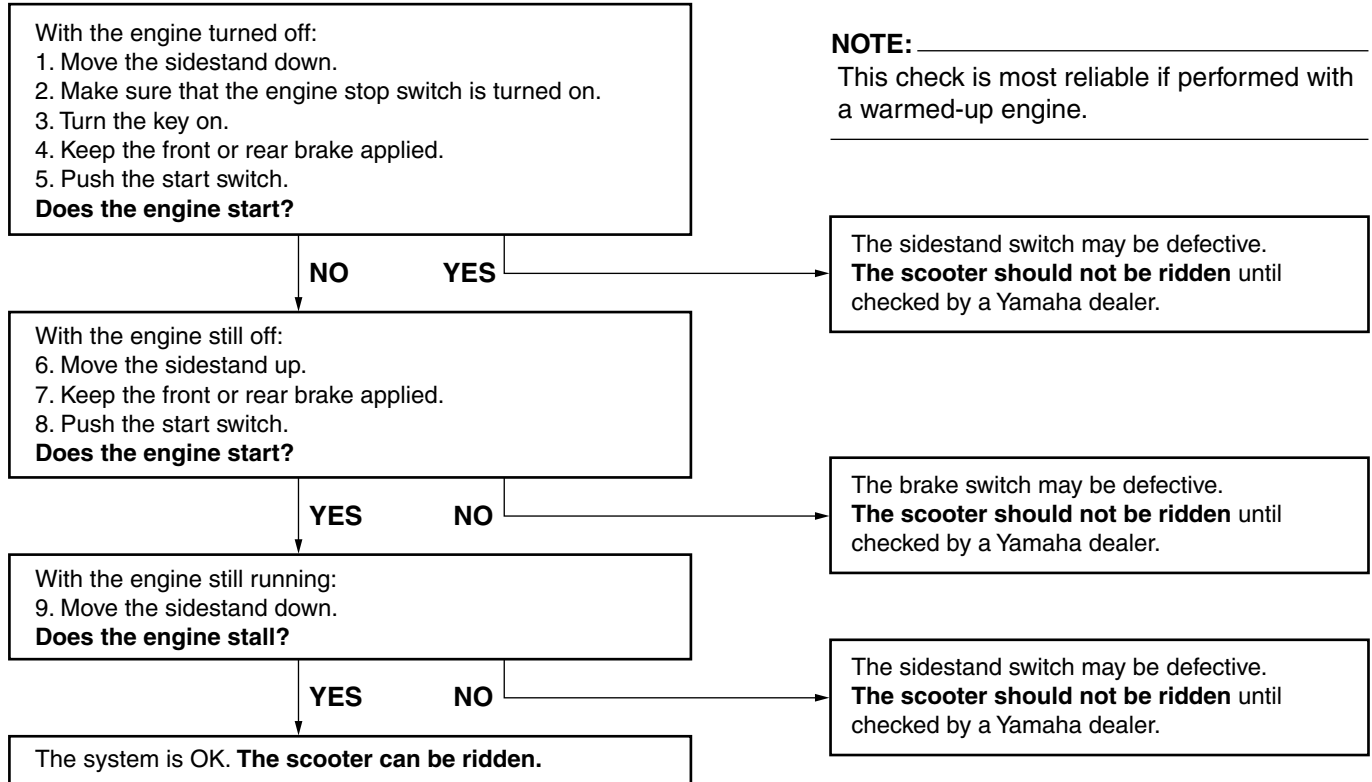 With the engine turned off:
1. Move the sidestand down.
2. Make sure that the engine stop switch is turned on.
3. Turn the key on.
4. Keep the front or rear brake applied.
5. Push the start switch.
Does the engine start?
NOTE:
This check is most reliable if performed with
a warmed-up engine.
NO
YES
The sidestand switch may be defective.
The scooter should not be ridden until
checked by a Yamaha dealer.
With the engine still off:
6. Move the sidestand up.
7. Keep the front or rear brake applied.
8. Push the start switch.
Does the engine start?
YES
NO
The brake switch may be defective.
The scooter should not be ridden until
checked by a Yamaha dealer.
With the engine still running:
9. Move the sidestand down.
Does the engine stall?
YES
NO
The sidestand switch may be defective.
The scooter should not be ridden until
checked by a Yamaha dealer.
The system is OK. The scooter can be ridden.